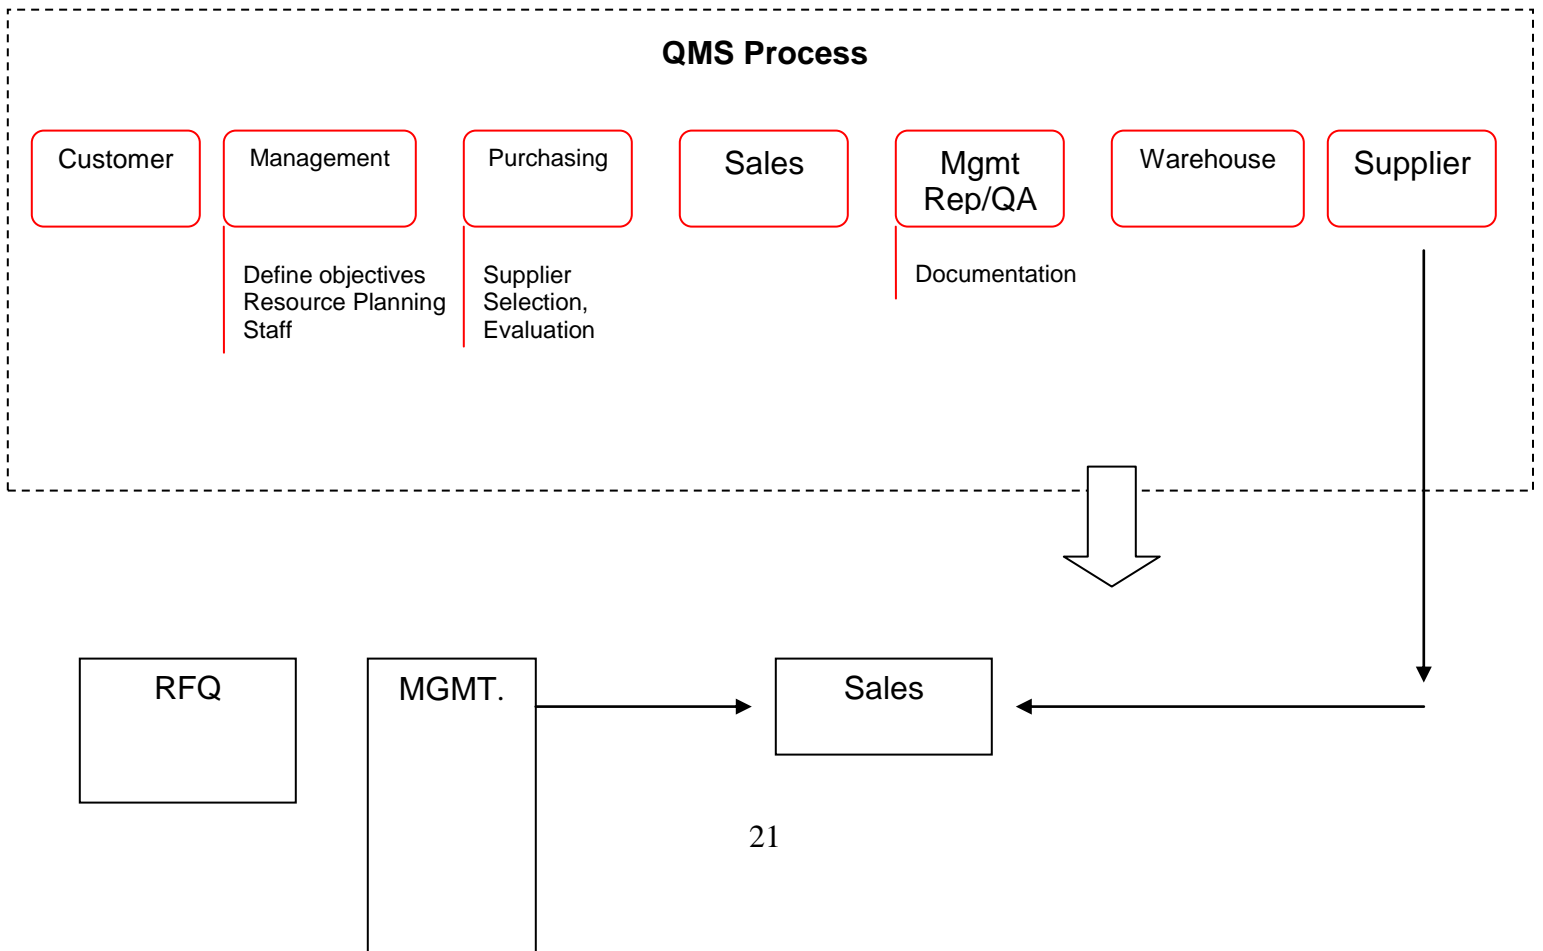 QMS Process
Customer
Management
Purchasing
Sales
Mgmt
Rep/QA
Warehouse
Supplier
Define objectives
Resource Planning
Staff
Supplier
Selection,
Evaluation
Documentation
RFQ
MGMT.
Sales
21